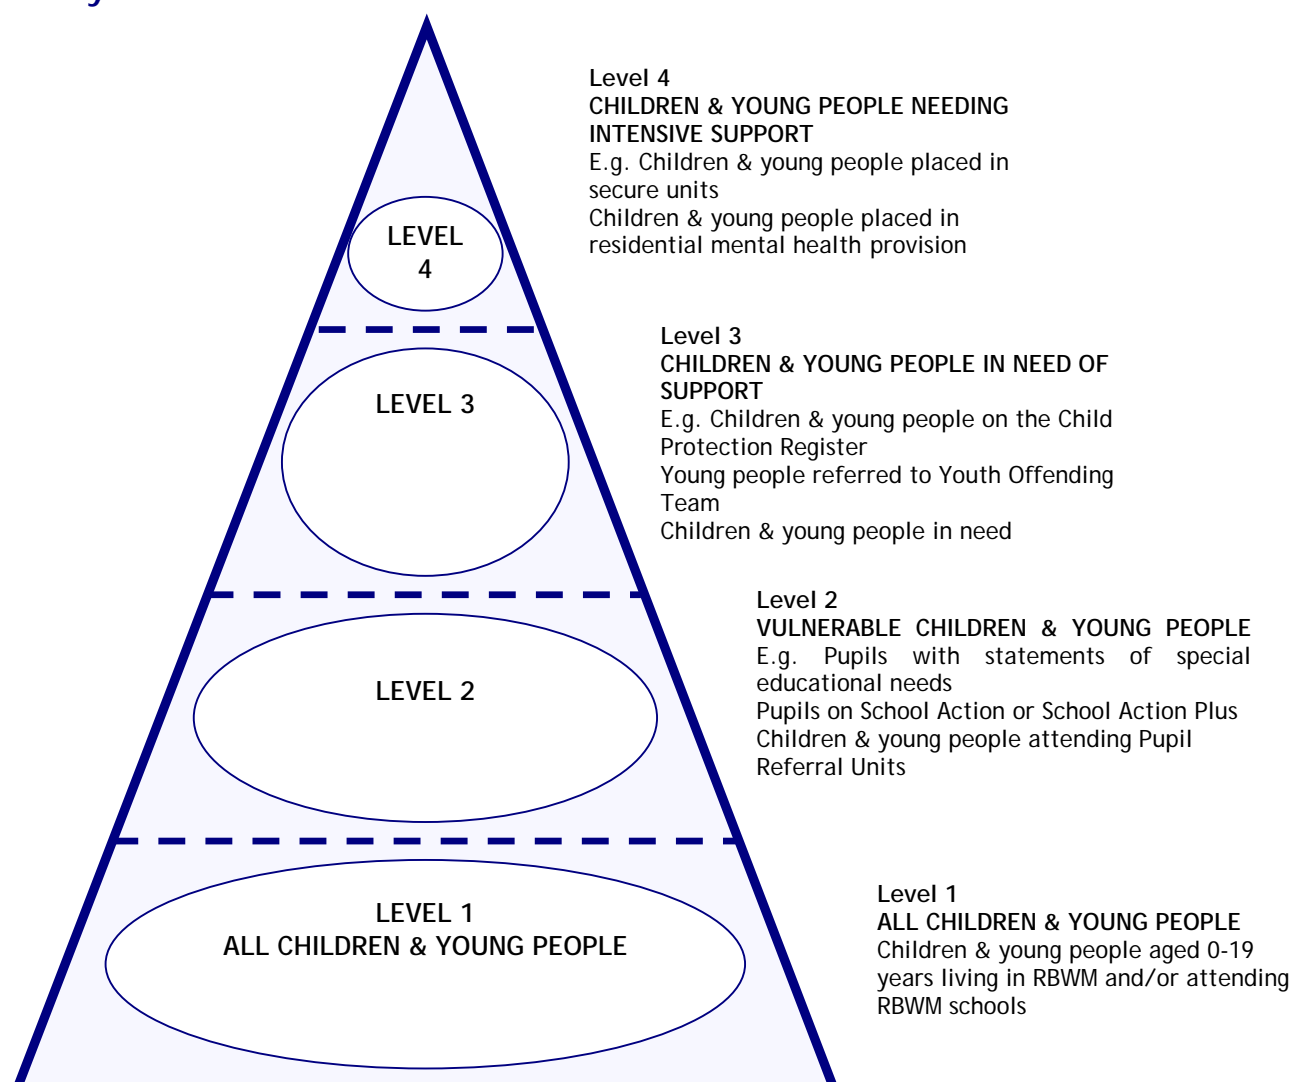 Level 4
CHILDREN & YOUNG PEOPLE NEEDING
INTENSIVE SUPPORT
E.g. Children & young people placed in
secure units
Children & young people placed in
residential mental health provision
LEVEL
4
Level 3
CHILDREN & YOUNG PEOPLE IN NEED OF
SUPPORT
E.g. Children & young people on the Child
Protection Register
Young people referred to Youth Offending
Team
Children & young people in need
LEVEL 3
Level 2
VULNERABLE CHILDREN & YOUNG PEOPLE
E.g. Pupils with statements of special
educational needs
Pupils on School Action or School Action Plus
Children & young people attending Pupil
Referral Units
LEVEL 2
Level 1
ALL CHILDREN & YOUNG PEOPLE
Children & young people aged 0-19
years living in RBWM and/or attending
RBWM schools
LEVEL 1
ALL CHILDREN & YOUNG PEOPLE